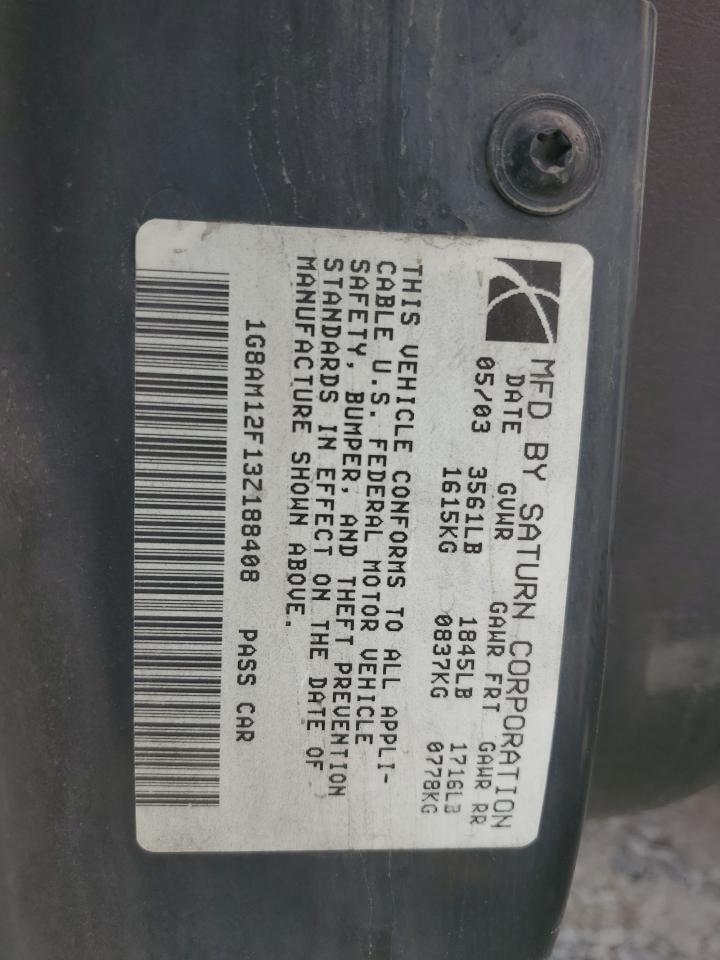 MFD BY SATURN CORPORATION
DATE GVWR GAWR FRT GAWR RR
05/03 3561LB 1845LB 1716LB
1615KG 0837KG 0778KG
THIS VEHICLE CONFORMS TO ALL APPLI-
CABLE U.S. FEDERAL MOTOR VEHICLE
SAFETY, BUMPER, AND THEFT PREVENTION
STANDARDS IN EFFECT ON THE DATE OF
MANUFACTURE SHOWN ABOVE.
1G8AM12F13Z188408 PASS CAR